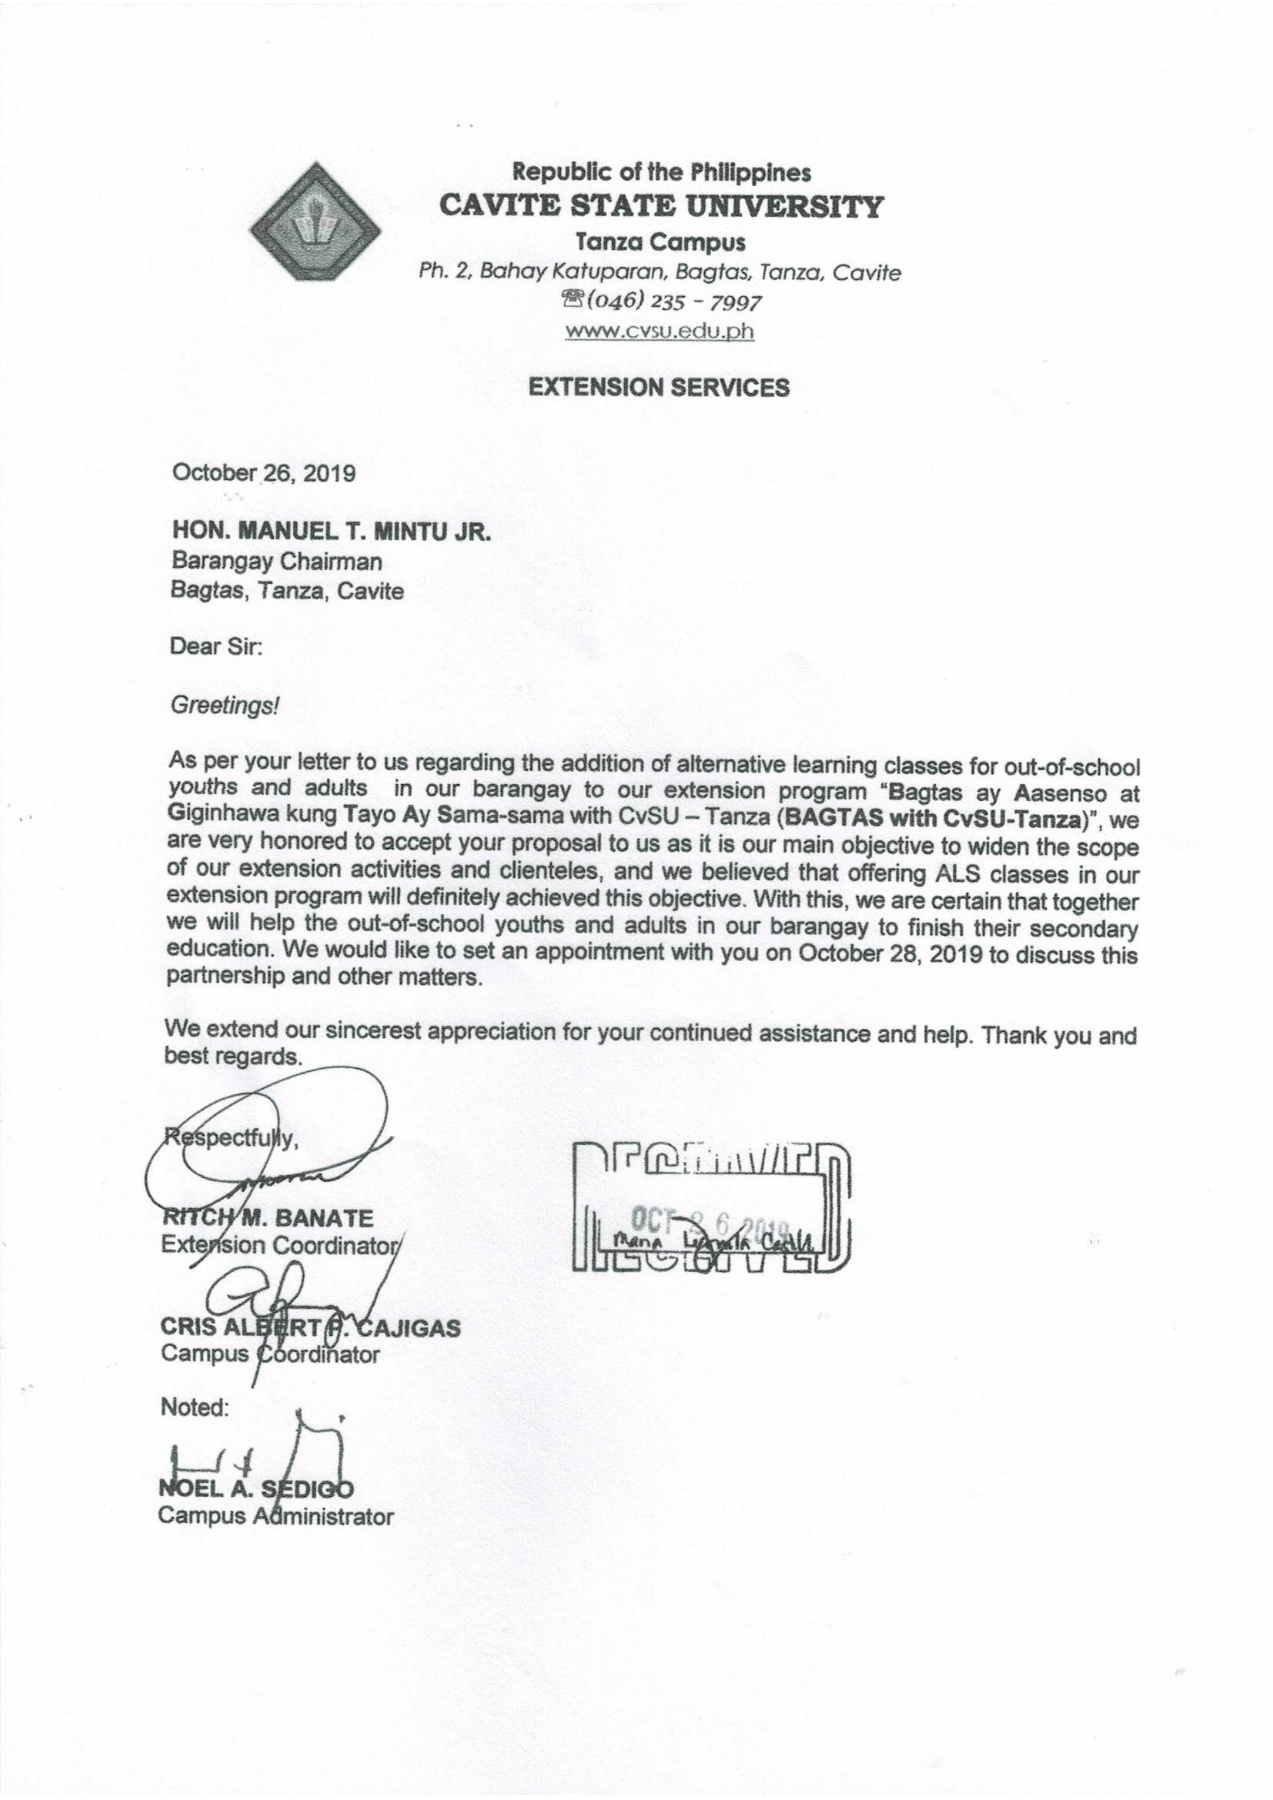 Republic of the Philippines
CAVITE STATE UNIVERSITY
Tanza Campus
Ph. 2, Bahay Katuparan, Bagtas, Tanza, Cavite
☎(046) 235 - 7997
www.cvsu.edu.ph
EXTENSION SERVICES
October 26, 2019
HON. MANUEL T. MINTU JR.
Barangay Chairman
Bagtas, Tanza, Cavite
Dear Sir:
Greetings!
As per your letter to us regarding the addition of alternative learning classes for out-of-school
youths and adults in our barangay to our extension program “Bagtas ay Aasenso at
Giginhawa kung Tayo Ay Sama-sama with CvSU – Tanza (BAGTAS with CvSU-Tanza)”, we
are very honored to accept your proposal to us as it is our main objective to widen the scope
of our extension activities and clienteles, and we believed that offering ALS classes in our
extension program will definitely achieved this objective. With this, we are certain that together
we will help the out-of-school youths and adults in our barangay to finish their secondary
education. We would like to set an appointment with you on October 28, 2019 to discuss this
partnership and other matters.
We extend our sincerest appreciation for your continued assistance and help. Thank you and
best regards.
Respectfully,
RITCH M. BANATE
Extension Coordinator
CRIS ALBERT P. CAJIGAS
Campus Coordinator
Noted:
NOEL A. SEDIGO
Campus Administrator
RECEIVED
OCT 26 2019
RECEIVED